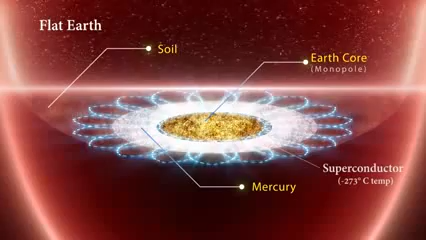 Flat Earth
Soil
Earth Core
(Monopole)
Superconductor
(-273° C temp)
Mercury